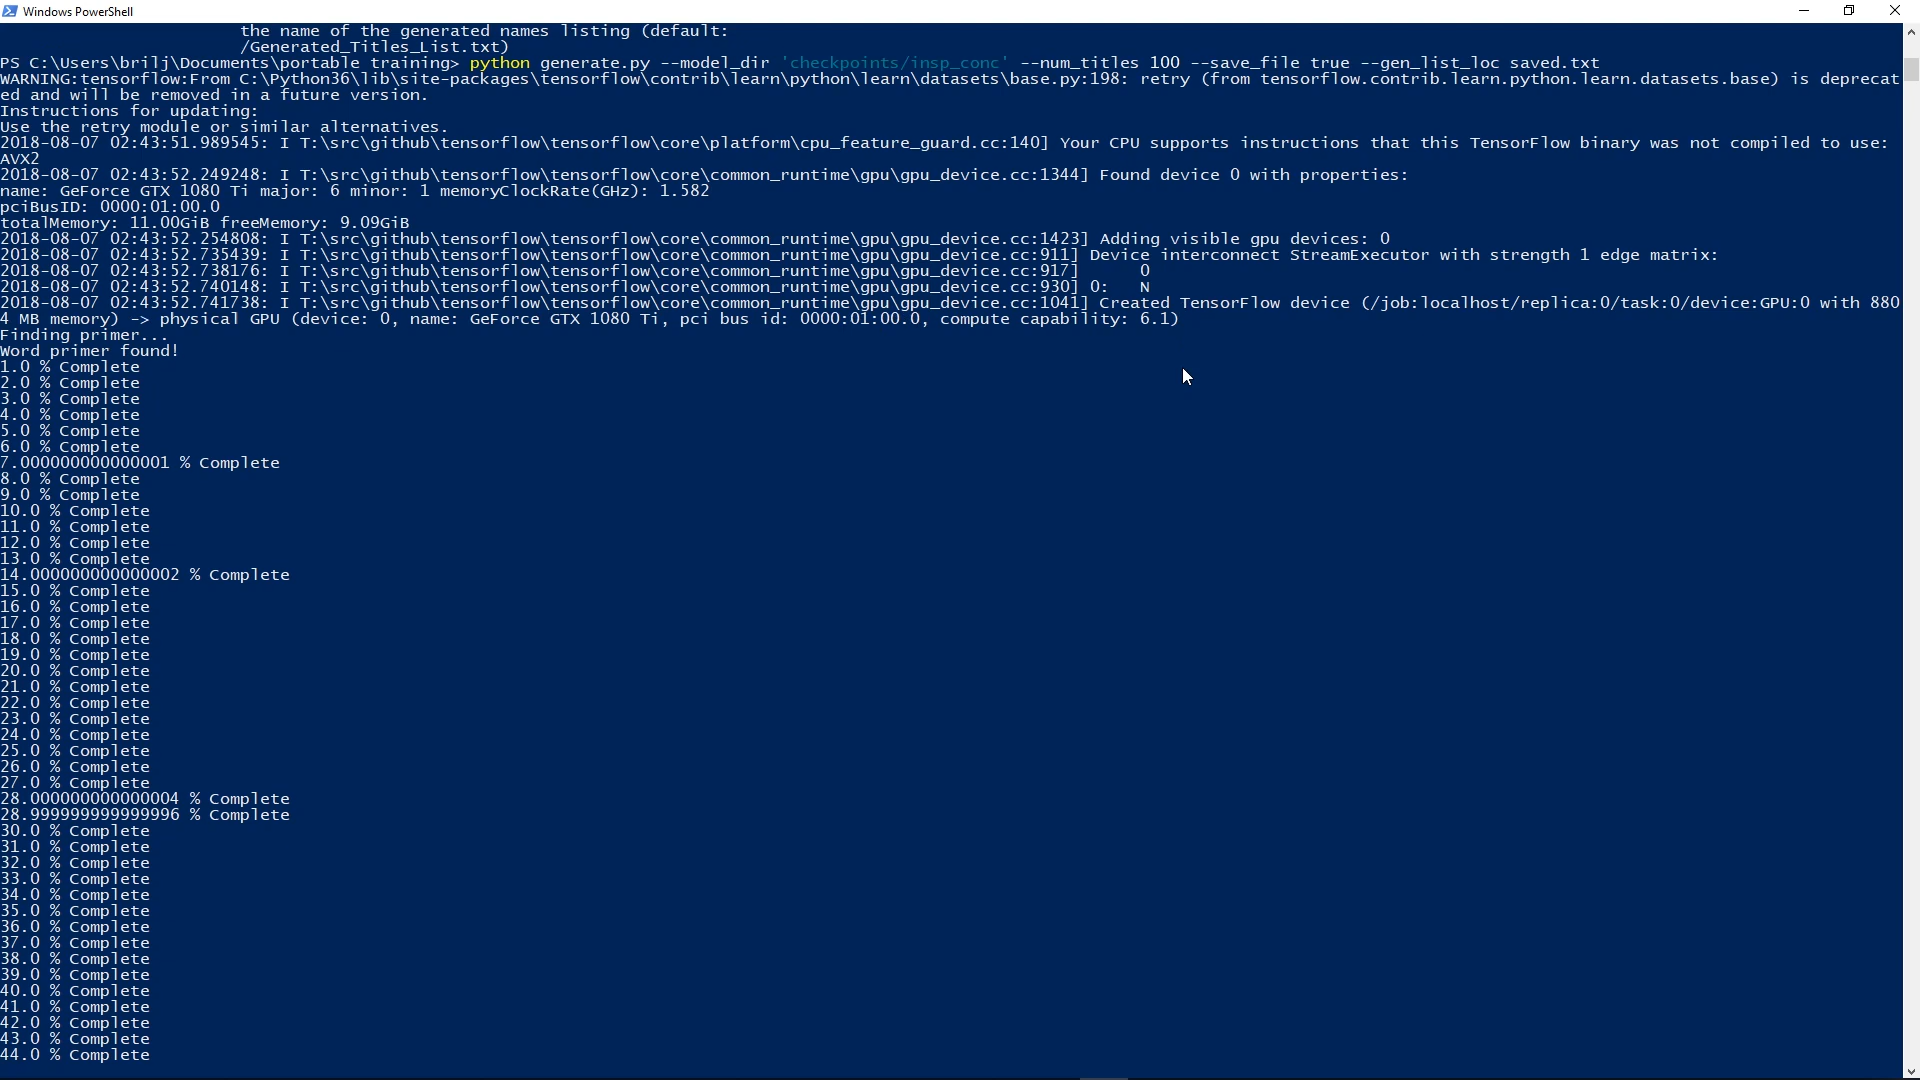 Windows PowerShell
the name of the generated names listing (default:
/Generated_Titles_List.txt)
PS C:\Users\brilj\Documents\portable training> python generate.py --model_dir 'checkpoints/insp_conc' --num_titles 100 --save_file true --gen_list_loc saved.txt
WARNING:tensorflow:From C:\Python36\lib\site-packages\tensorflow\contrib\learn\python\learn\datasets\base.py:198: retry (from tensorflow.contrib.learn.python.learn.datasets.base) is deprecat
ed and will be removed in a future version.
Instructions for updating:
Use the retry module or similar alternatives.
2018-08-07 02:43:51.989545: I T:\src\github\tensorflow\tensorflow\core\platform\cpu_feature_guard.cc:140] Your CPU supports instructions that this TensorFlow binary was not compiled to use:
AVX2
2018-08-07 02:43:52.249248: I T:\src\github\tensorflow\tensorflow\core\common_runtime\gpu\gpu_device.cc:1344] Found device 0 with properties:
name: GeForce GTX 1080 Ti major: 6 minor: 1 memoryClockRate(GHz): 1.582
pciBusID: 0000:01:00.0
totalMemory: 11.00GiB freeMemory: 9.09GiB
2018-08-07 02:43:52.254808: I T:\src\github\tensorflow\tensorflow\core\common_runtime\gpu\gpu_device.cc:1423] Adding visible gpu devices: 0
2018-08-07 02:43:52.735439: I T:\src\github\tensorflow\tensorflow\core\common_runtime\gpu\gpu_device.cc:911] Device interconnect StreamExecutor with strength 1 edge matrix:
2018-08-07 02:43:52.738176: I T:\src\github\tensorflow\tensorflow\core\common_runtime\gpu\gpu_device.cc:917]      0
2018-08-07 02:43:52.740148: I T:\src\github\tensorflow\tensorflow\core\common_runtime\gpu\gpu_device.cc:930] 0:   N
2018-08-07 02:43:52.741738: I T:\src\github\tensorflow\tensorflow\core\common_runtime\gpu\gpu_device.cc:1041] Created TensorFlow device (/job:localhost/replica:0/task:0/device:GPU:0 with 880
4 MB memory) -> physical GPU (device: 0, name: GeForce GTX 1080 Ti, pci bus id: 0000:01:00.0, compute capability: 6.1)
Finding primer...
Word primer found!
1.0 % Complete
2.0 % Complete
3.0 % Complete
4.0 % Complete
5.0 % Complete
6.0 % Complete
7.000000000000001 % Complete
8.0 % Complete
9.0 % Complete
10.0 % Complete
11.0 % Complete
12.0 % Complete
13.0 % Complete
14.000000000000002 % Complete
15.0 % Complete
16.0 % Complete
17.0 % Complete
18.0 % Complete
19.0 % Complete
20.0 % Complete
21.0 % Complete
22.0 % Complete
23.0 % Complete
24.0 % Complete
25.0 % Complete
26.0 % Complete
27.0 % Complete
28.000000000000004 % Complete
28.999999999999996 % Complete
30.0 % Complete
31.0 % Complete
32.0 % Complete
33.0 % Complete
34.0 % Complete
35.0 % Complete
36.0 % Complete
37.0 % Complete
38.0 % Complete
39.0 % Complete
40.0 % Complete
41.0 % Complete
42.0 % Complete
43.0 % Complete
44.0 % Complete